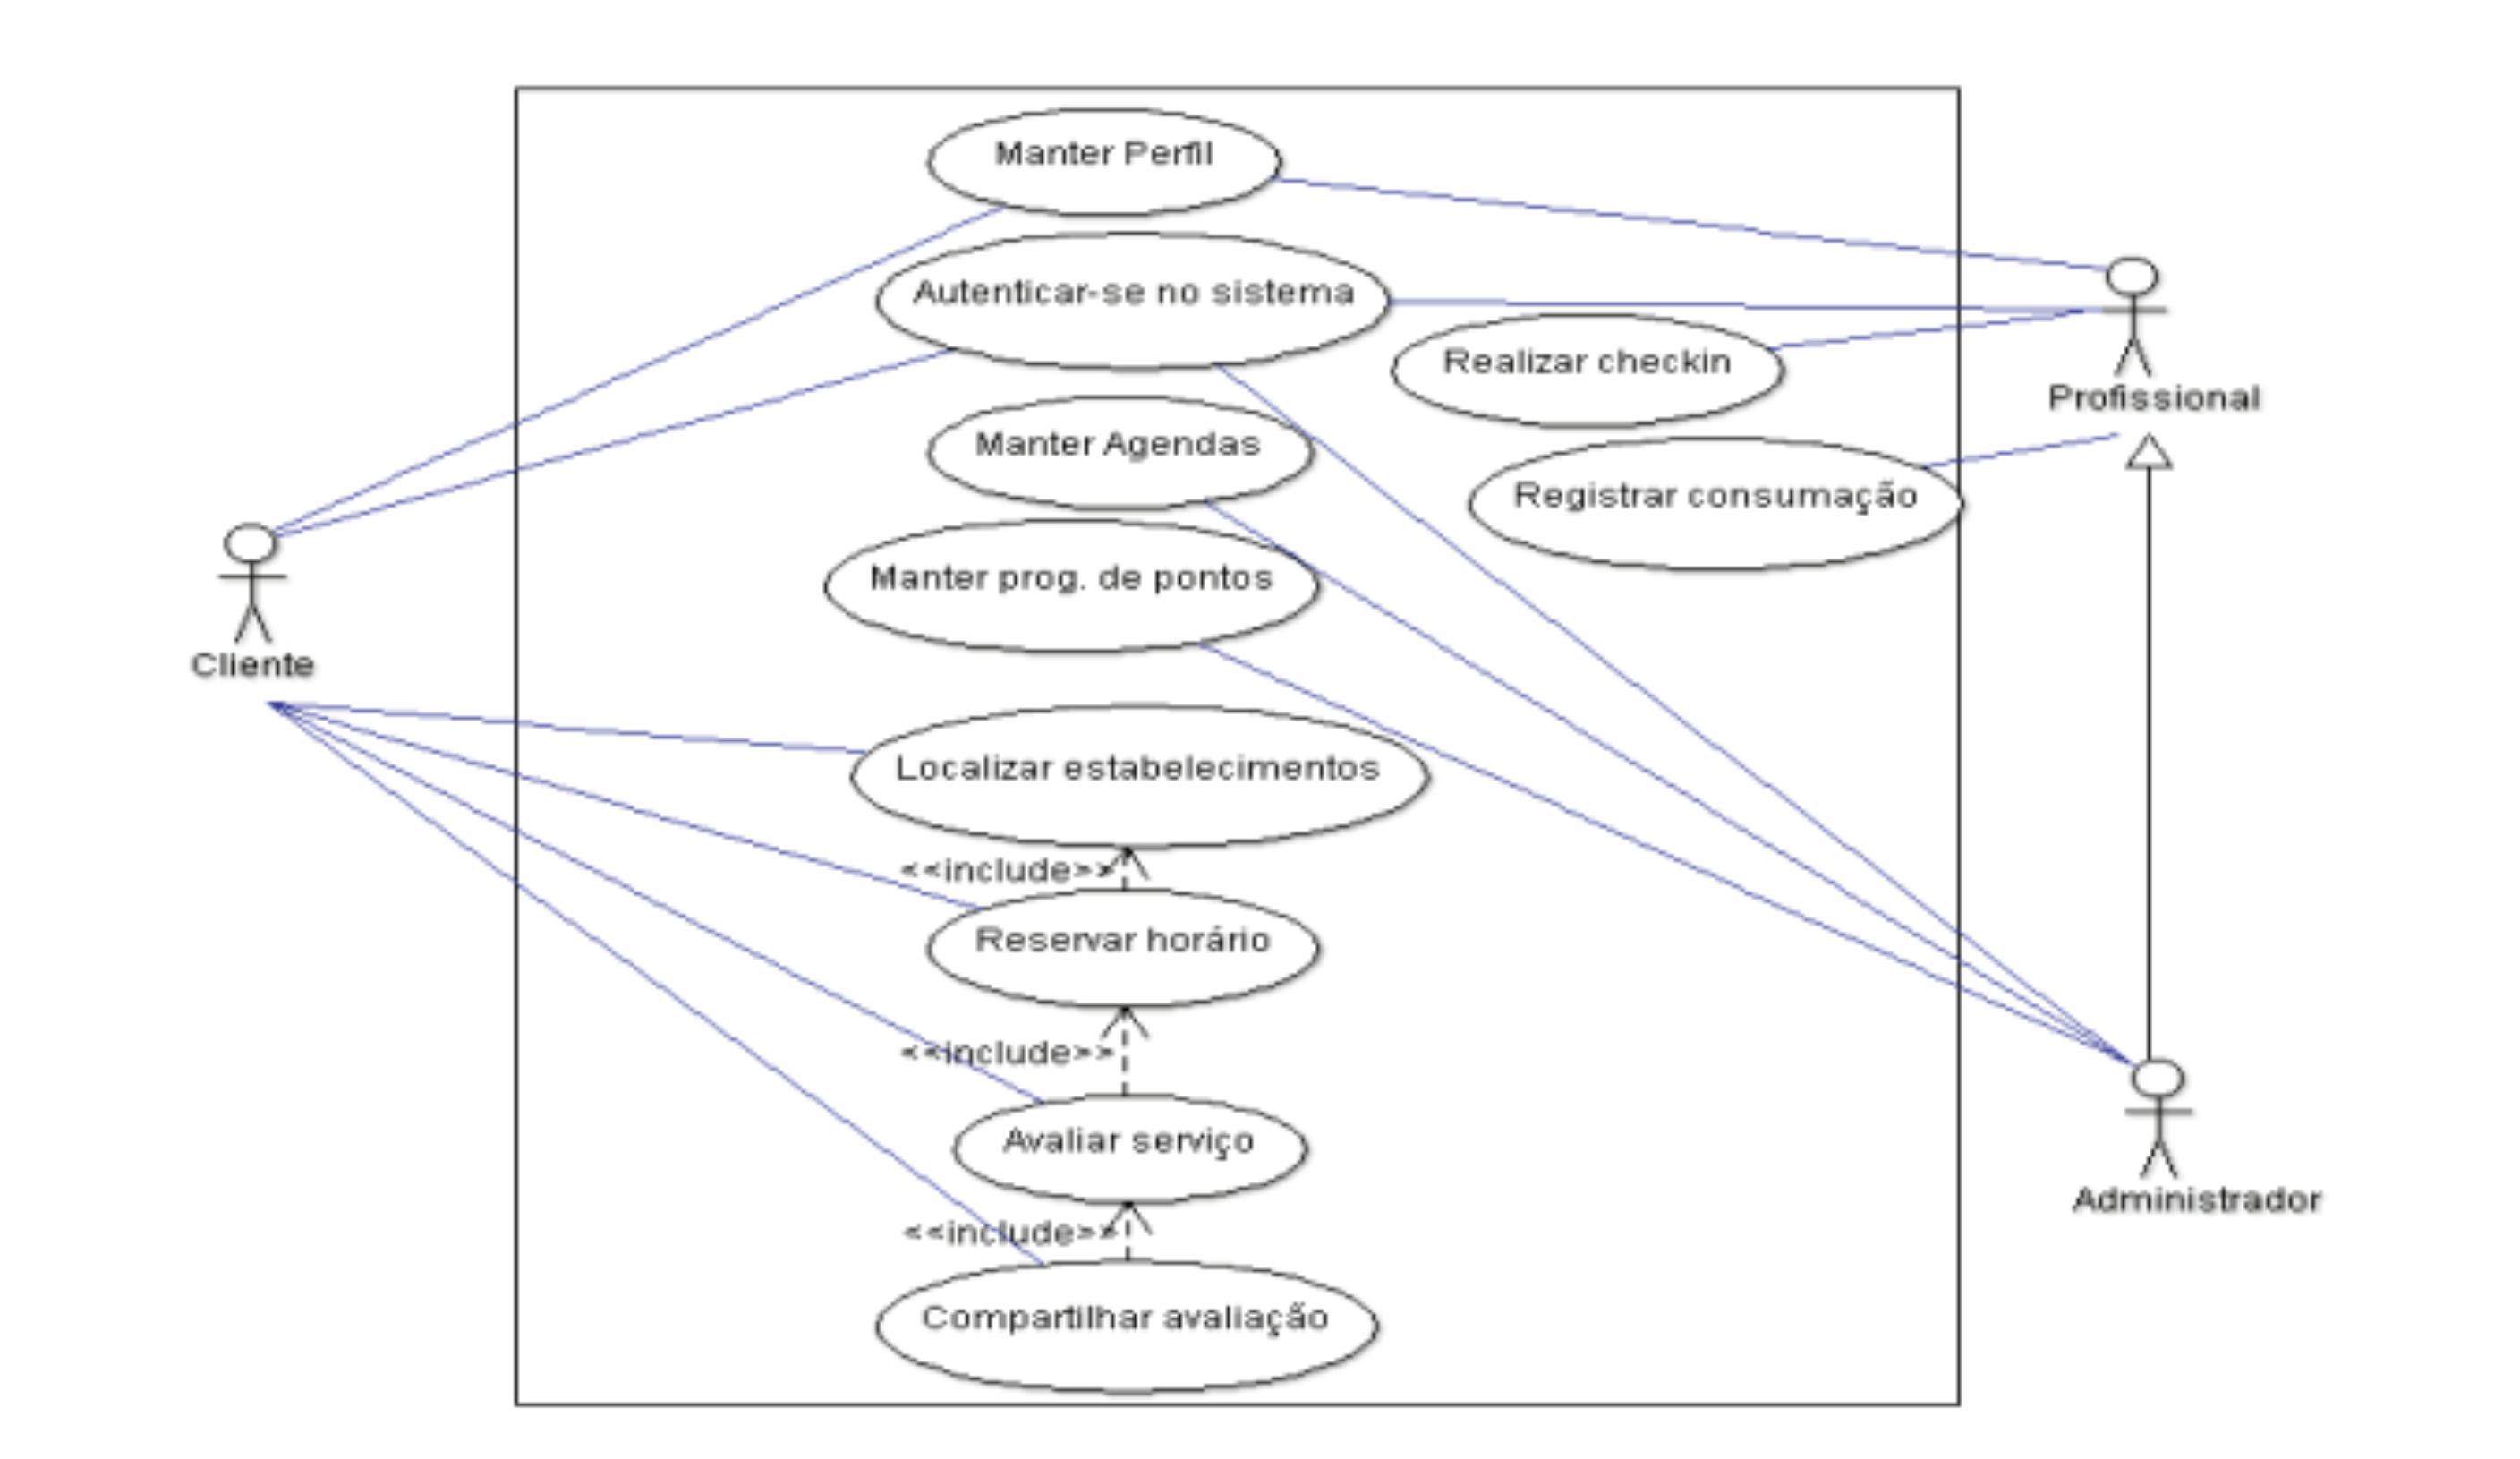 Manter Perfil
Autenticar-se no sistema
Realizar checkin
Profissional
Manter Agendas
Registrar consumação
Manter prog. de pontos
Cliente
Localizar estabelecimentos
<<include>>
Reservar horário
<<include>>
Avaliar serviço
Administrador
<<include>>
Compartilhar avaliação